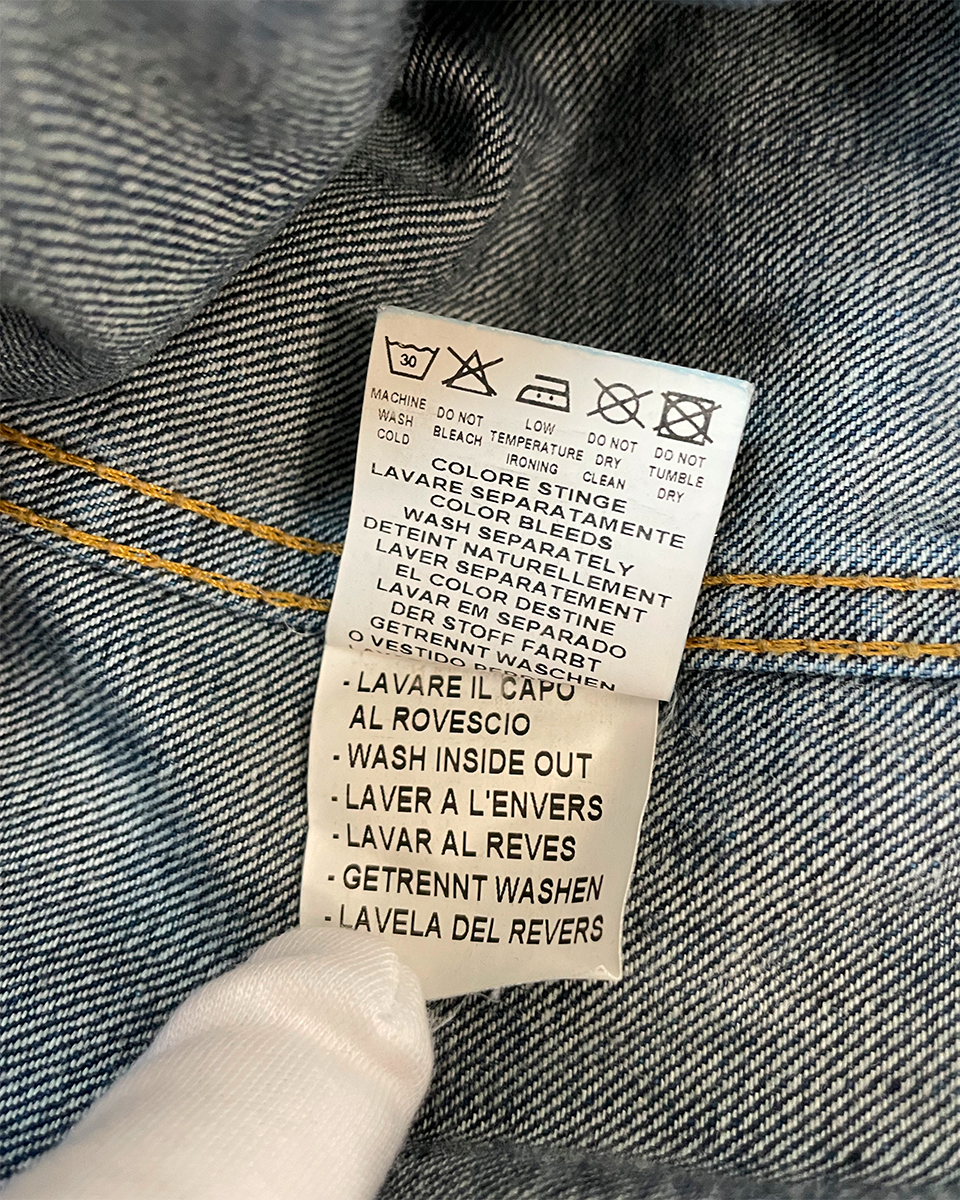 30
MACHINE WASH COLD
DO NOT BLEACH
LOW TEMPERATURE IRONING
DO NOT DRY CLEAN
DO NOT TUMBLE DRY
COLORE STINGE
LAVARE SEPARATAMENTE
COLOR BLEEDS
WASH SEPARATELY
DETEINT NATURELLEMENT
LAVER SEPARATEMENT
EL COLOR DESTINE
LAVAR EM SEPARADO
DER STOFF FARBT
GETRENNT WASCHEN
O VESTIDO
- LAVARE IL CAPO
AL ROVESCIO
- WASH INSIDE OUT
- LAVER A L'ENVERS
- LAVAR AL REVES
- GETRENNT WASHEN
- LAVELA DEL REVERS